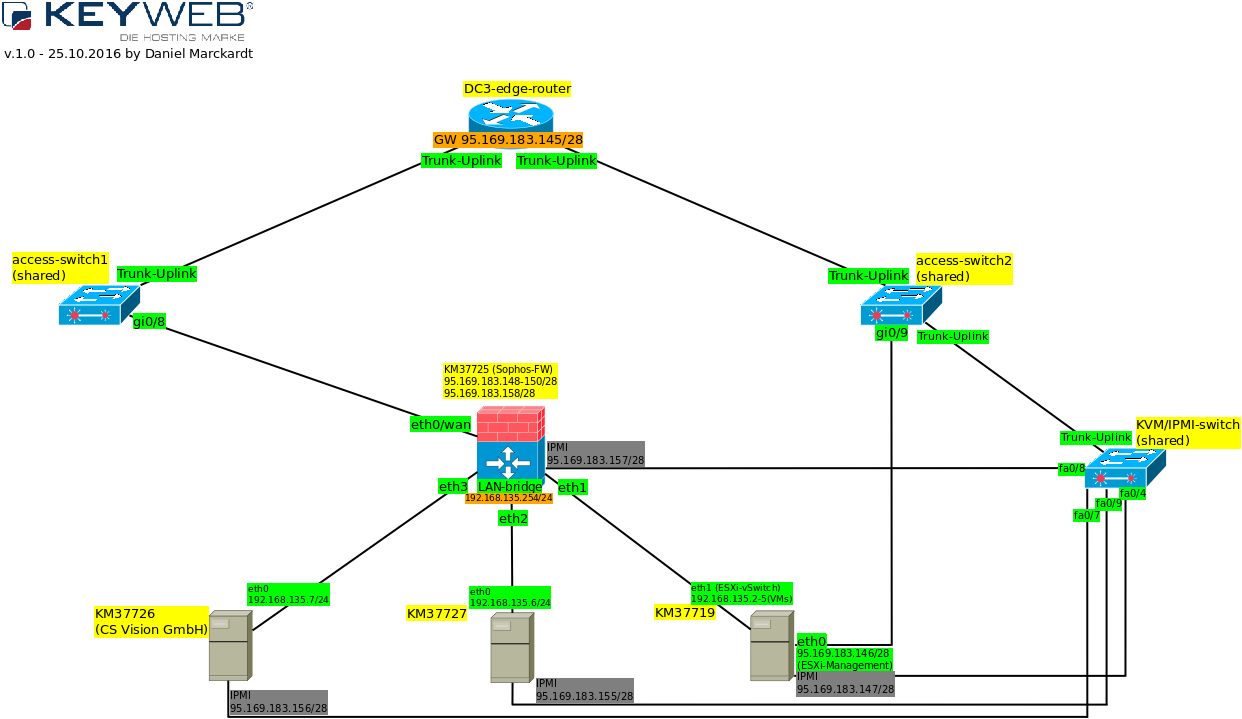 KEYWEB®
DIE HOSTING MARKE
v.1.0 - 25.10.2016 by Daniel Marckardt
DC3-edge-router
GW 95.169.183.145/28
Trunk-Uplink
Trunk-Uplink
access-switch1
(shared)
Trunk-Uplink
gi0/8
access-switch2
(shared)
Trunk-Uplink
gi0/9
Trunk-Uplink
KM37725 (Sophos-FW)
95.169.183.148-150/28
95.169.183.158/28
eth0/wan
IPMI
95.169.183.157/28
KVM/IPMI-switch
(shared)
Trunk-Uplink
fa0/8
fa0/4
fa0/9
fa0/7
eth3
LAN-bridge
eth1
192.168.135.254/24
eth2
eth0
192.168.135.7/24
KM37726
(CS Vision GmbH)
IPMI
95.169.183.156/28
eth0
192.168.135.6/24
KM37727
IPMI
95.169.183.155/28
eth1 (ESXi-vSwitch)
192.168.135.2-5(VMs)
KM37719
eth0
95.169.183.146/28
(ESXi-Management)
IPMI
95.169.183.147/28